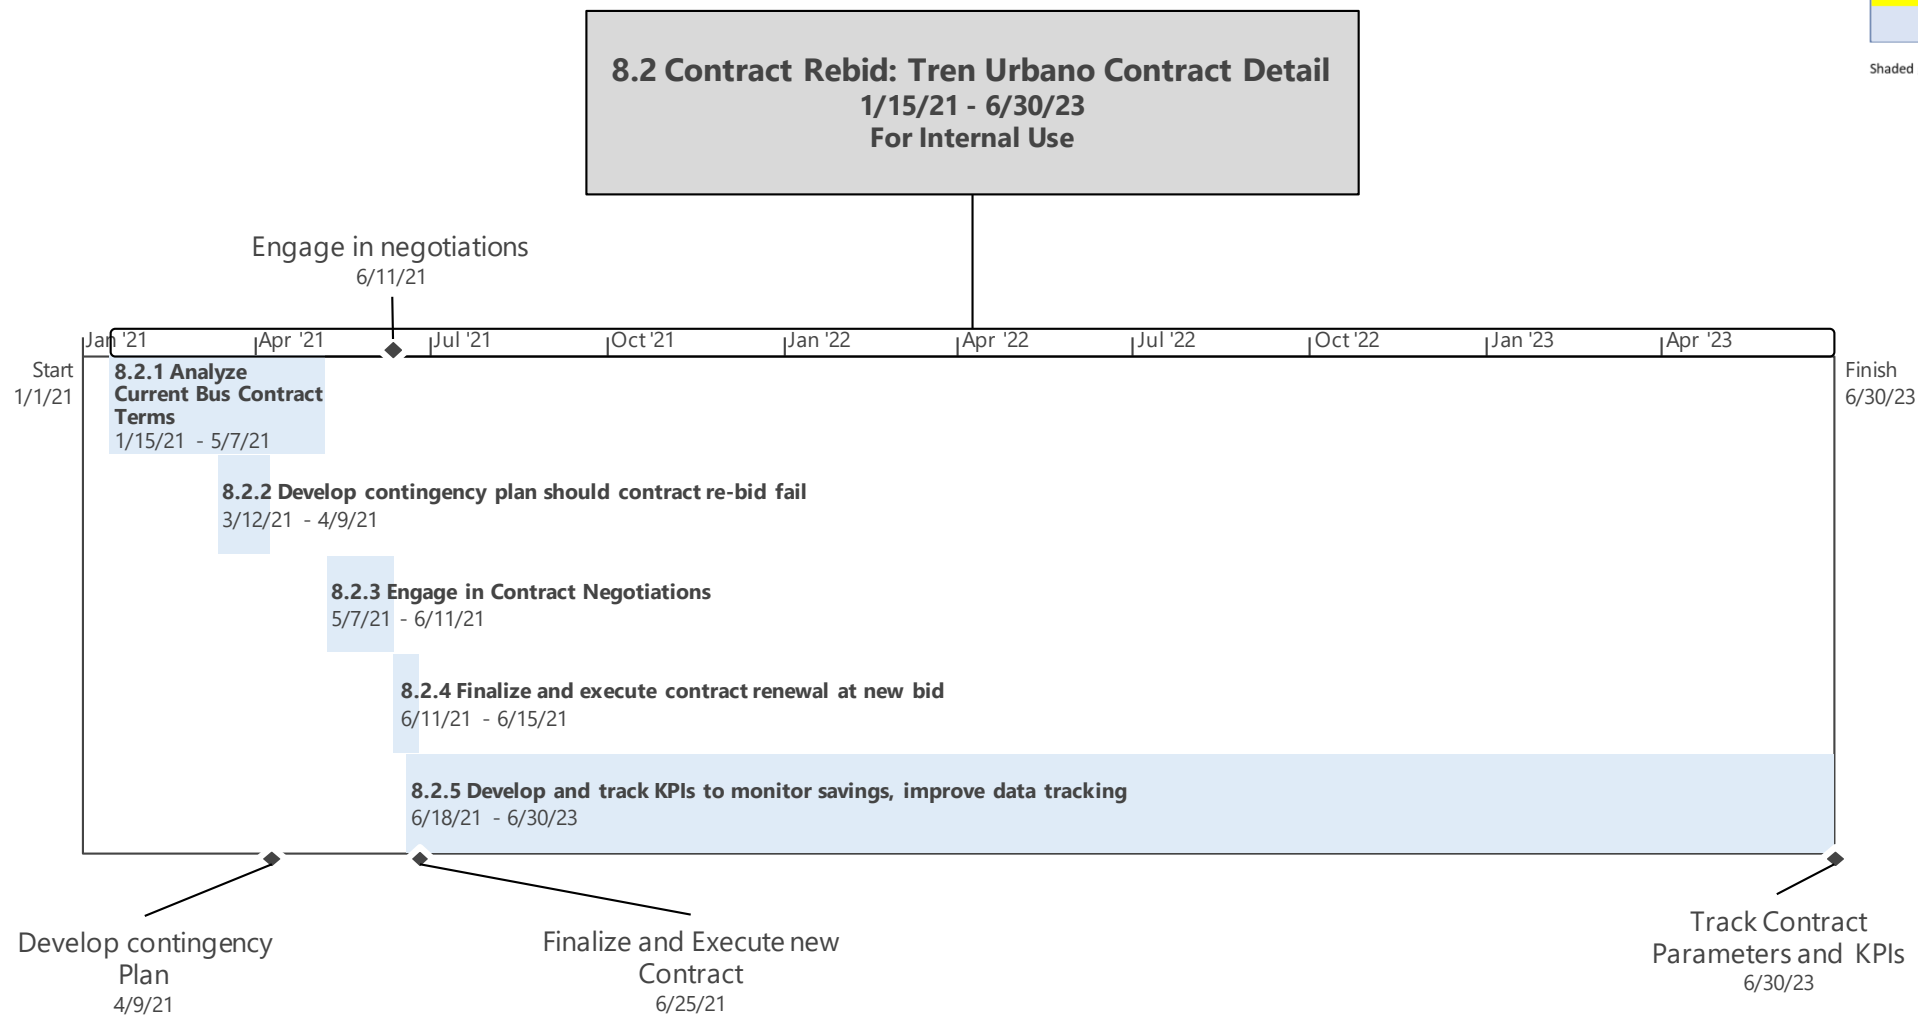 8.2 Contract Rebid: Tren Urbano Contract Detail
1/15/21 - 6/30/23
For Internal Use
Shaded
Engage in negotiations
6/11/21
Jan '21
Apr '21
Jul '21
Oct '21
Jan '22
Apr '22
Jul '22
Oct '22
Jan '23
Apr '23
Start
1/1/21
Finish
6/30/23
8.2.1 Analyze
Current Bus Contract
Terms
1/15/21 - 5/7/21
8.2.2 Develop contingency plan should contract re-bid fail
3/12/21 - 4/9/21
8.2.3 Engage in Contract Negotiations
5/7/21 - 6/11/21
8.2.4 Finalize and execute contract renewal at new bid
6/11/21 - 6/15/21
8.2.5 Develop and track KPIs to monitor savings, improve data tracking
6/18/21 - 6/30/23
Develop contingency
Plan
4/9/21
Finalize and Execute new
Contract
6/25/21
Track Contract
Parameters and KPIs
6/30/23